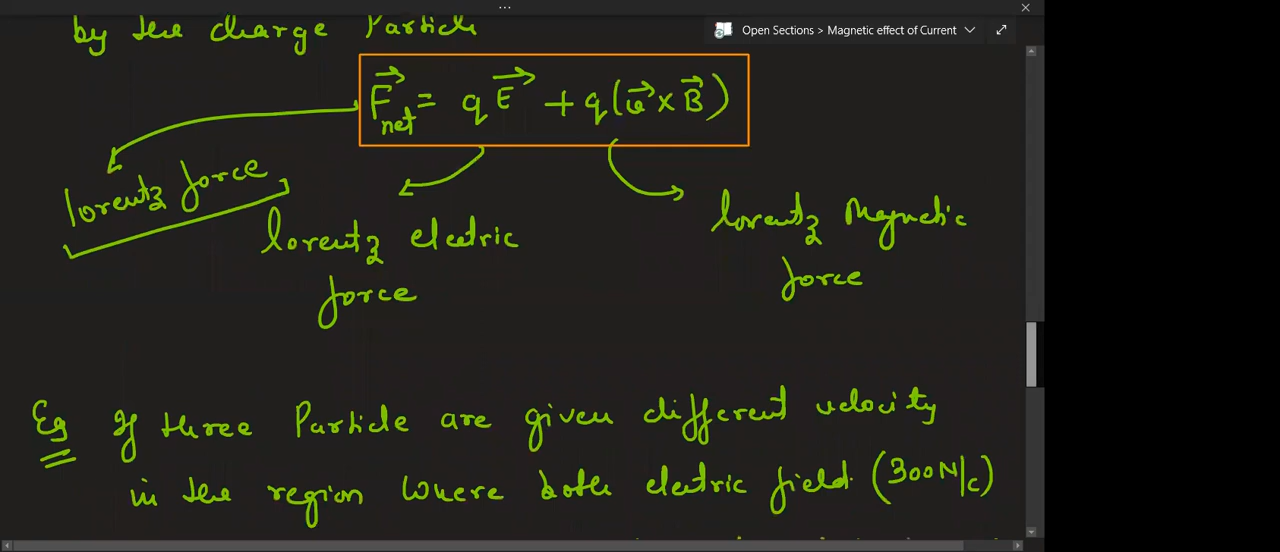 ...
by the charge Particle
Open Sections > Magnetic effect of Current
F⃗net = qE⃗ + q(v⃗ × B⃗)
lorentz force
lorentz electric force
lorentz Magnetic force
Eg If three Particle are given different velocity
in the region where both electric field (300N/c)